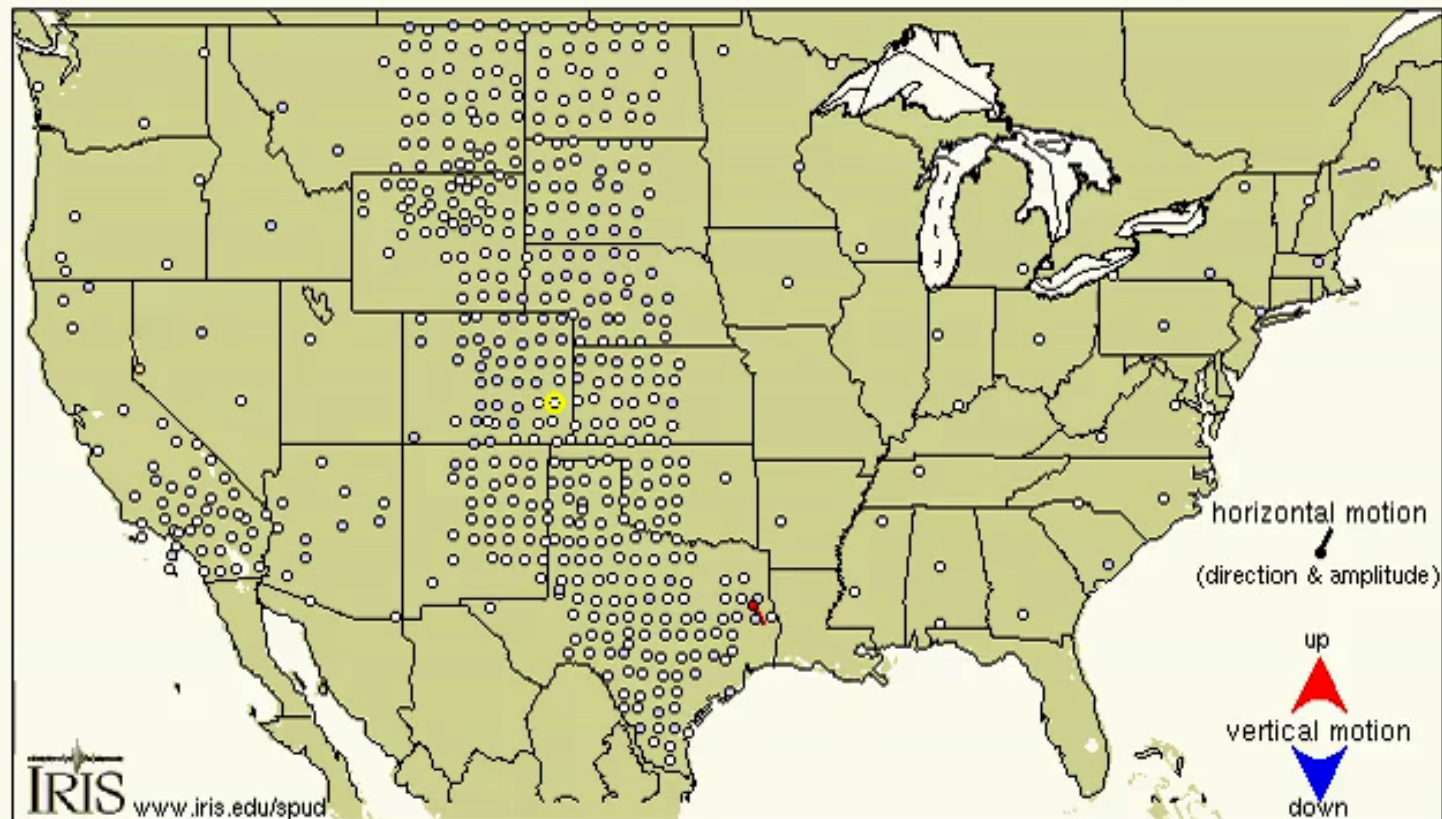 horizontal motion
(direction & amplitude)
up
vertical motion
down
IRIS www.iris.edu/spud